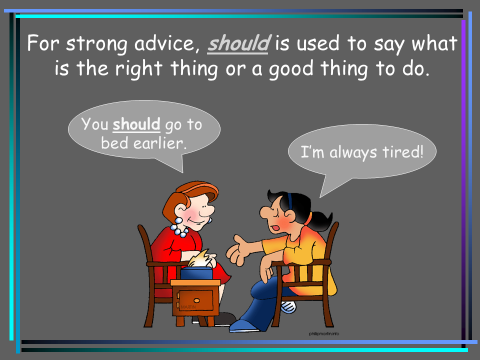 For strong advice, should is used to say what
is the right thing or a good thing to do.
You should go to
bed earlier.
I'm always tired!